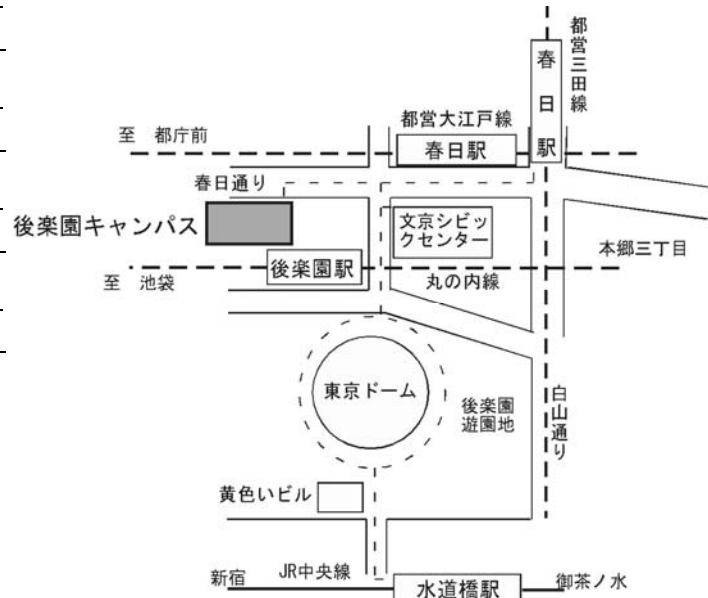 都営三田線
春日駅
都営大江戸線
至 都庁前
春日駅
春日通り
後楽園キャンパス
文京シビッ
クセンター
本郷三丁目
後楽園駅
至 池袋
丸の内線
東京ドーム
後楽園
遊園地
白山通り
黄色いビル
新宿
JR中央線
水道橋駅
御茶ノ水